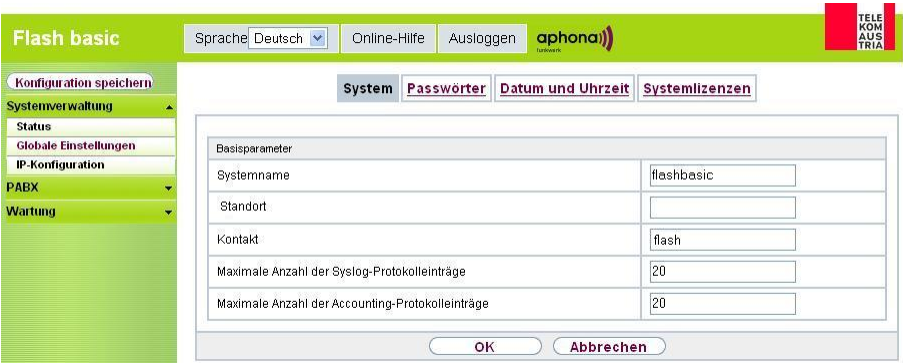 Flash basic
Sprache Deutsch
Online-Hilfe
Ausloggen
aphona
funkwerk
TELE
KOM
AUS
TRIA
Konfiguration speichern
Systemverwaltung
Status
Globale Einstellungen
IP-Konfiguration
PABX
Wartung
System Passwörter Datum und Uhrzeit Systemlizenzen
Basisparameter
Systemname flashbasic
Standort
Kontakt flash
Maximale Anzahl der Syslog-Protokolleinträge 20
Maximale Anzahl der Accounting-Protokolleinträge 20
OK Abbrechen